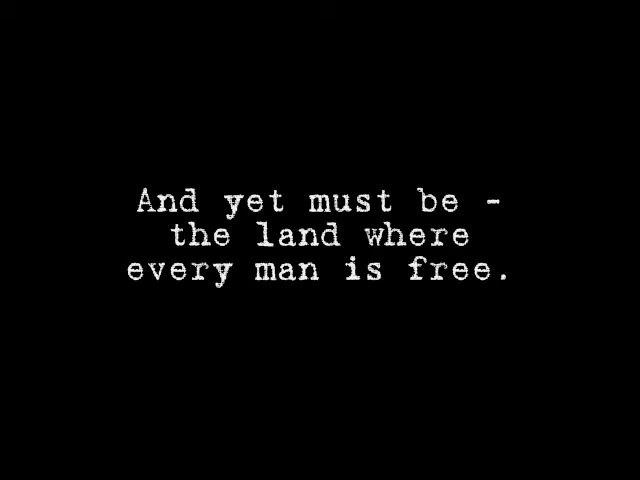 And yet must be -
the land where
every man is free.